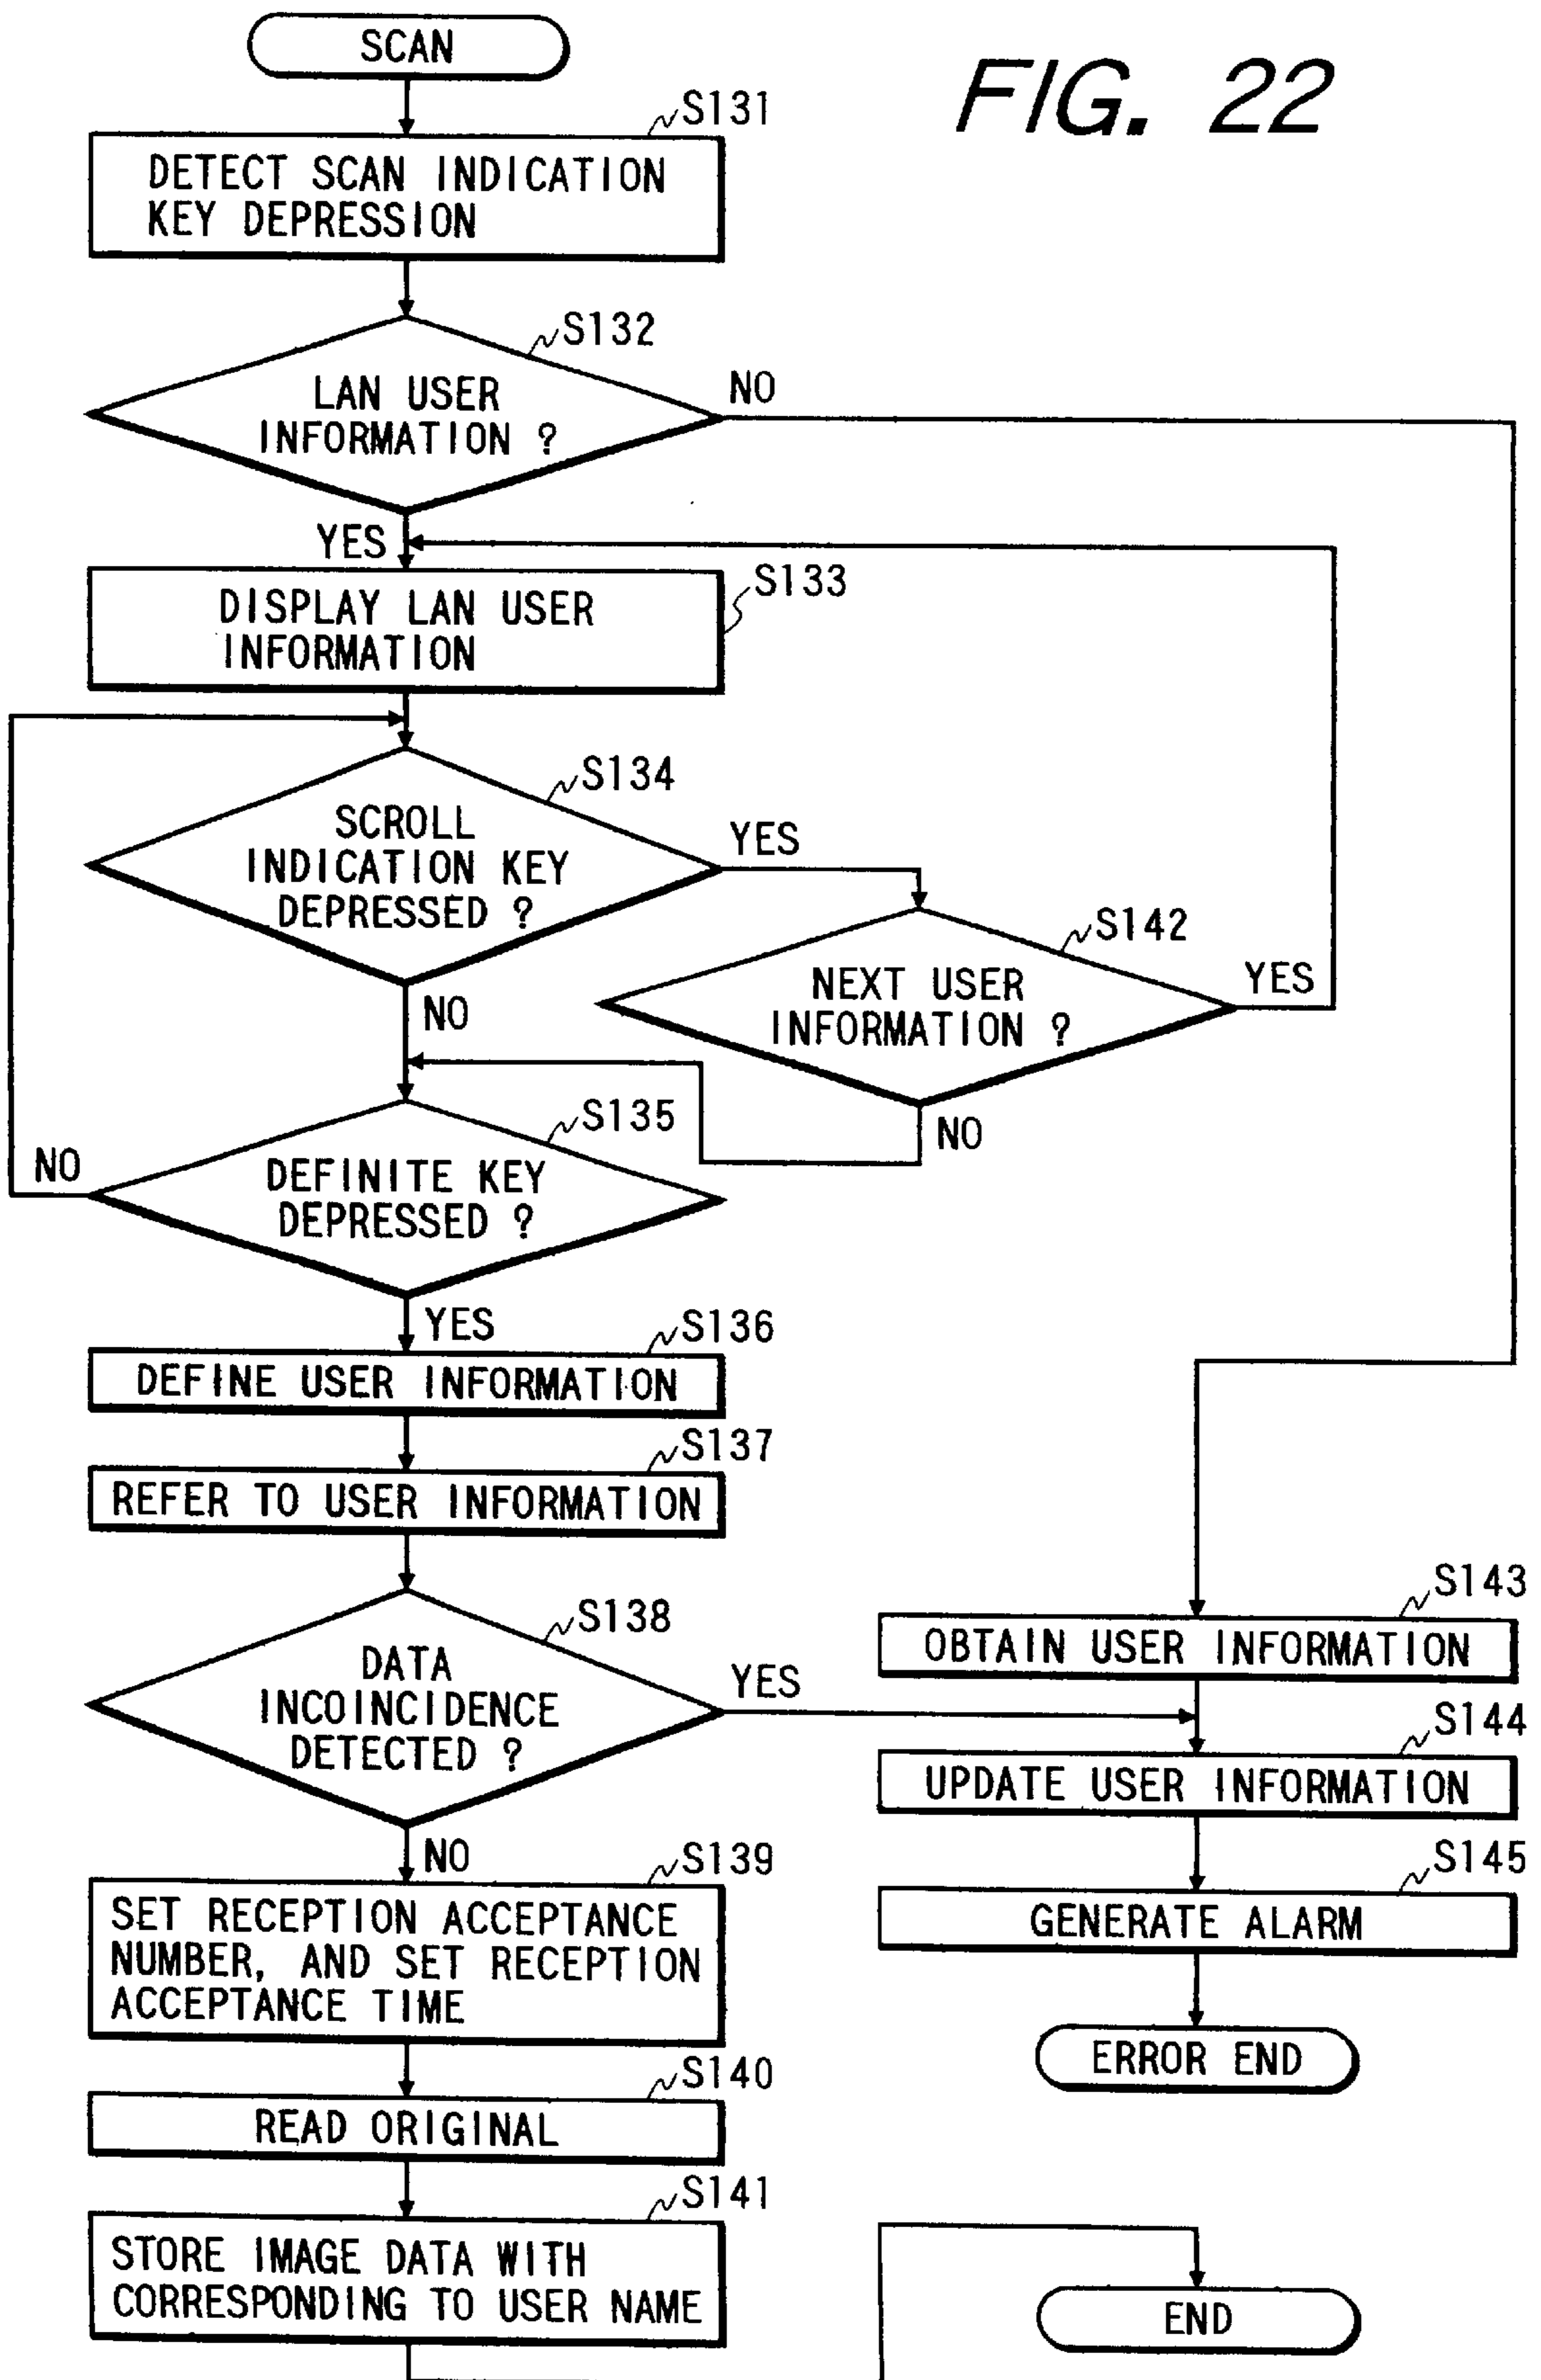 SCAN
FIG. 22
S131
DETECT SCAN INDICATION
KEY DEPRESSION
S132
LAN USER
INFORMATION ?
NO
YES
S133
DISPLAY LAN USER
INFORMATION
S134
SCROLL
INDICATION KEY
DEPRESSED ?
YES
NO
S142
NEXT USER
INFORMATION ?
YES
NO
S135
DEFINITE KEY
DEPRESSED ?
NO
YES
S136
DEFINE USER INFORMATION
S137
REFER TO USER INFORMATION
S138
DATA
INCOINCIDENCE
DETECTED ?
YES
NO
S143
OBTAIN USER INFORMATION
S144
UPDATE USER INFORMATION
S145
GENERATE ALARM
ERROR END
S139
SET RECEPTION ACCEPTANCE
NUMBER, AND SET RECEPTION
ACCEPTANCE TIME
S140
READ ORIGINAL
S141
STORE IMAGE DATA WITH
CORRESPONDING TO USER NAME
END